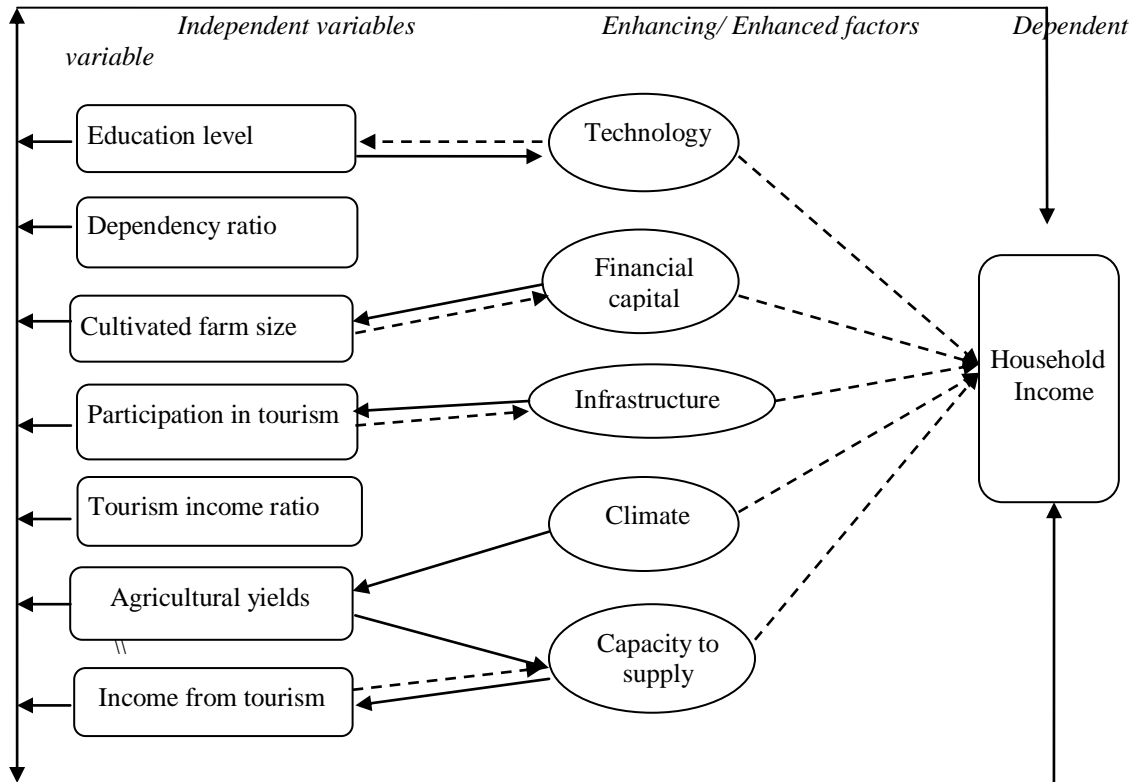 Independent variables Enhancing/ Enhanced factors Dependent
variable
Education level
Technology
Dependency ratio
Financial
capital
Cultivated farm size
Household
Income
Participation in tourism
Infrastructure
Tourism income ratio
Climate
Agricultural yields
\\
Capacity to
supply
Income from tourism